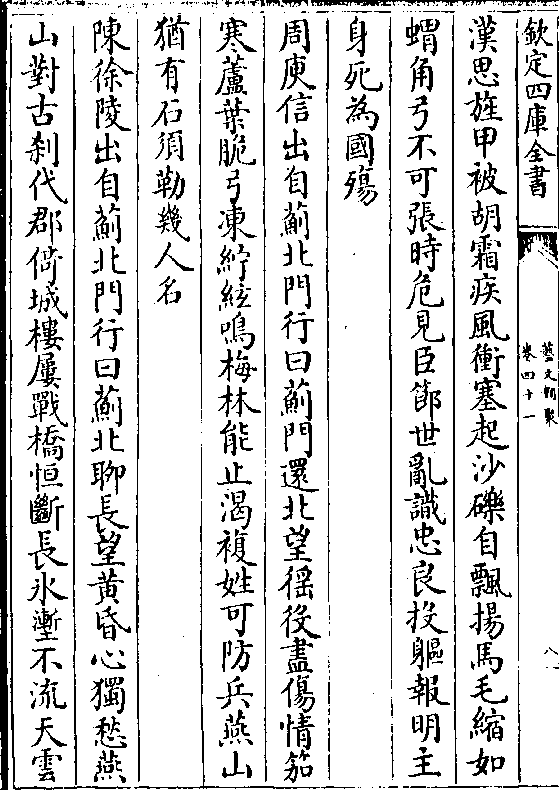 欽定四庫全書
藝文類聚
卷四十一
八
漢思旌甲被胡霜疾風衝塞起沙礫自飄揚馬毛縮如
蝟角弓不可張時危見臣節世亂識忠良投軀報明主
身死為國殤
周庾信出自薊北門行曰薊門還北望徭役盡傷情笳
寒蘆葉脆弓凍紵絃鳴梅林能止渴複姓可防兵燕山
猶有石須勒幾人名
陳徐陵出自薊北門行曰薊北聊長望黄昏心獨愁燕
山對古刹代郡倚城樓屢戰橋恒斷長氷塹不流天雲